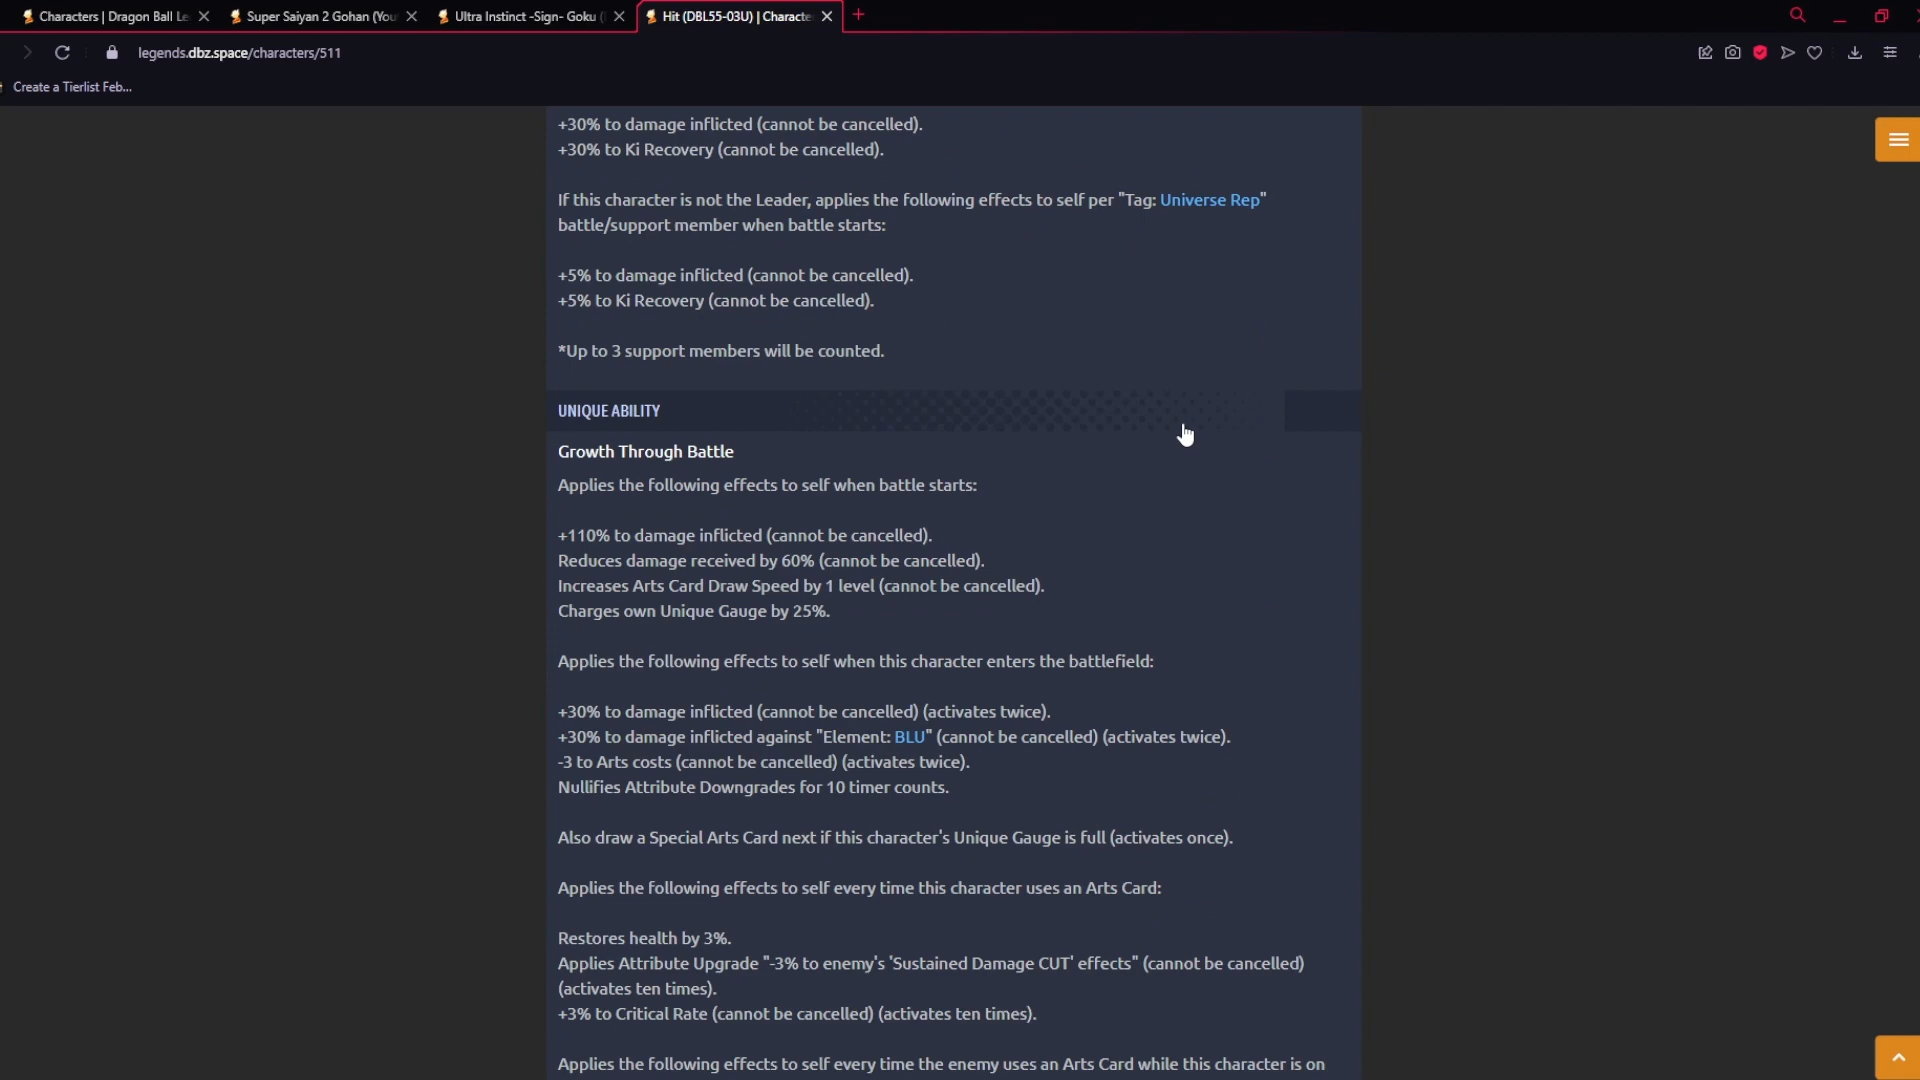 Characters | Dragon Ball Le
Super Saiyan 2 Gohan (You
Ultra Instinct -Sign- Goku (
Hit (DBL55-03U) | Characte
legends.dbz.space/characters/511
Create a Tierlist Feb...
+30% to damage inflicted (cannot be cancelled).
+30% to Ki Recovery (cannot be cancelled).
If this character is not the Leader, applies the following effects to self per "Tag: Universe Rep"
battle/support member when battle starts:
+5% to damage inflicted (cannot be cancelled).
+5% to Ki Recovery (cannot be cancelled).
*Up to 3 support members will be counted.
UNIQUE ABILITY
Growth Through Battle
Applies the following effects to self when battle starts:
+110% to damage inflicted (cannot be cancelled).
Reduces damage received by 60% (cannot be cancelled).
Increases Arts Card Draw Speed by 1 level (cannot be cancelled).
Charges own Unique Gauge by 25%.
Applies the following effects to self when this character enters the battlefield:
+30% to damage inflicted (cannot be cancelled) (activates twice).
+30% to damage inflicted against "Element: BLU" (cannot be cancelled) (activates twice).
-3 to Arts costs (cannot be cancelled) (activates twice).
Nullifies Attribute Downgrades for 10 timer counts.
Also draw a Special Arts Card next if this character's Unique Gauge is full (activates once).
Applies the following effects to self every time this character uses an Arts Card:
Restores health by 3%.
Applies Attribute Upgrade "-3% to enemy's 'Sustained Damage CUT' effects" (cannot be cancelled)
(activates ten times).
+3% to Critical Rate (cannot be cancelled) (activates ten times).
Applies the following effects to self every time the enemy uses an Arts Card while this character is on